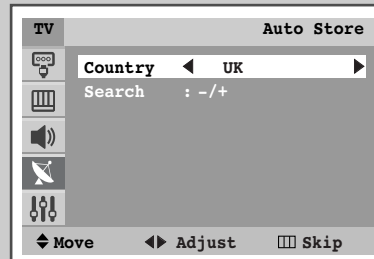 TV Auto Store
Country ◀ UK ▶
Search : -/+
Move Adjust Skip